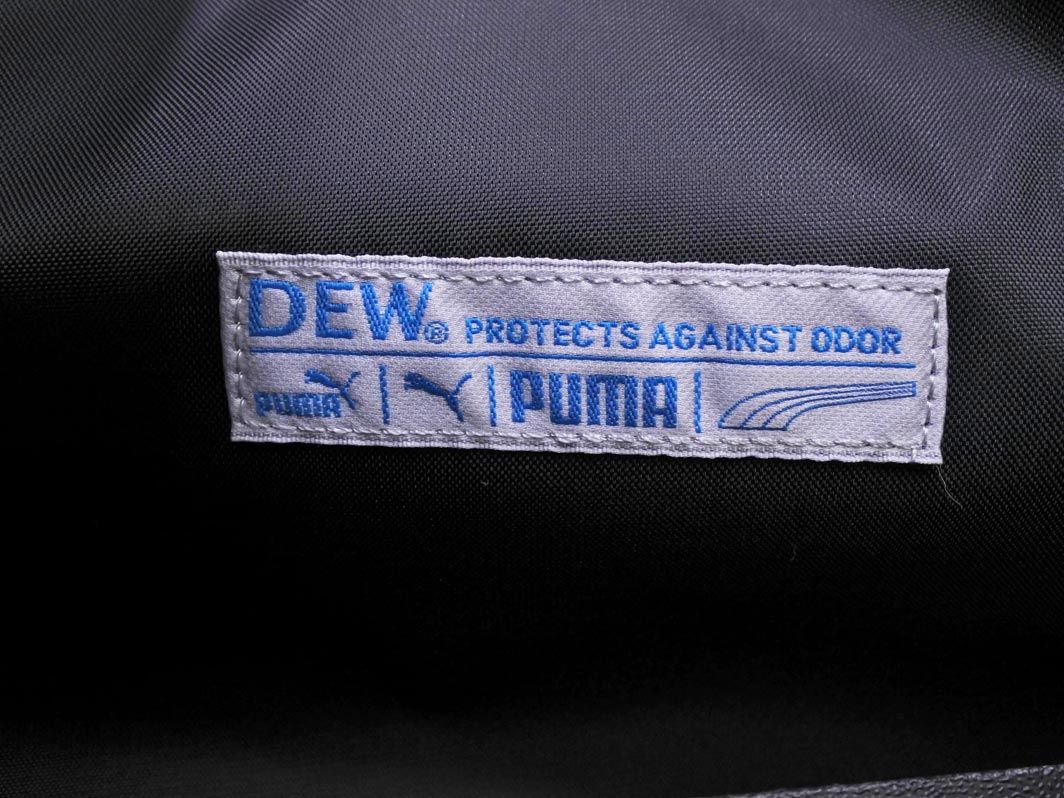 DEW® PROTECTS AGAINST ODOR
PUMA | | PUMA |